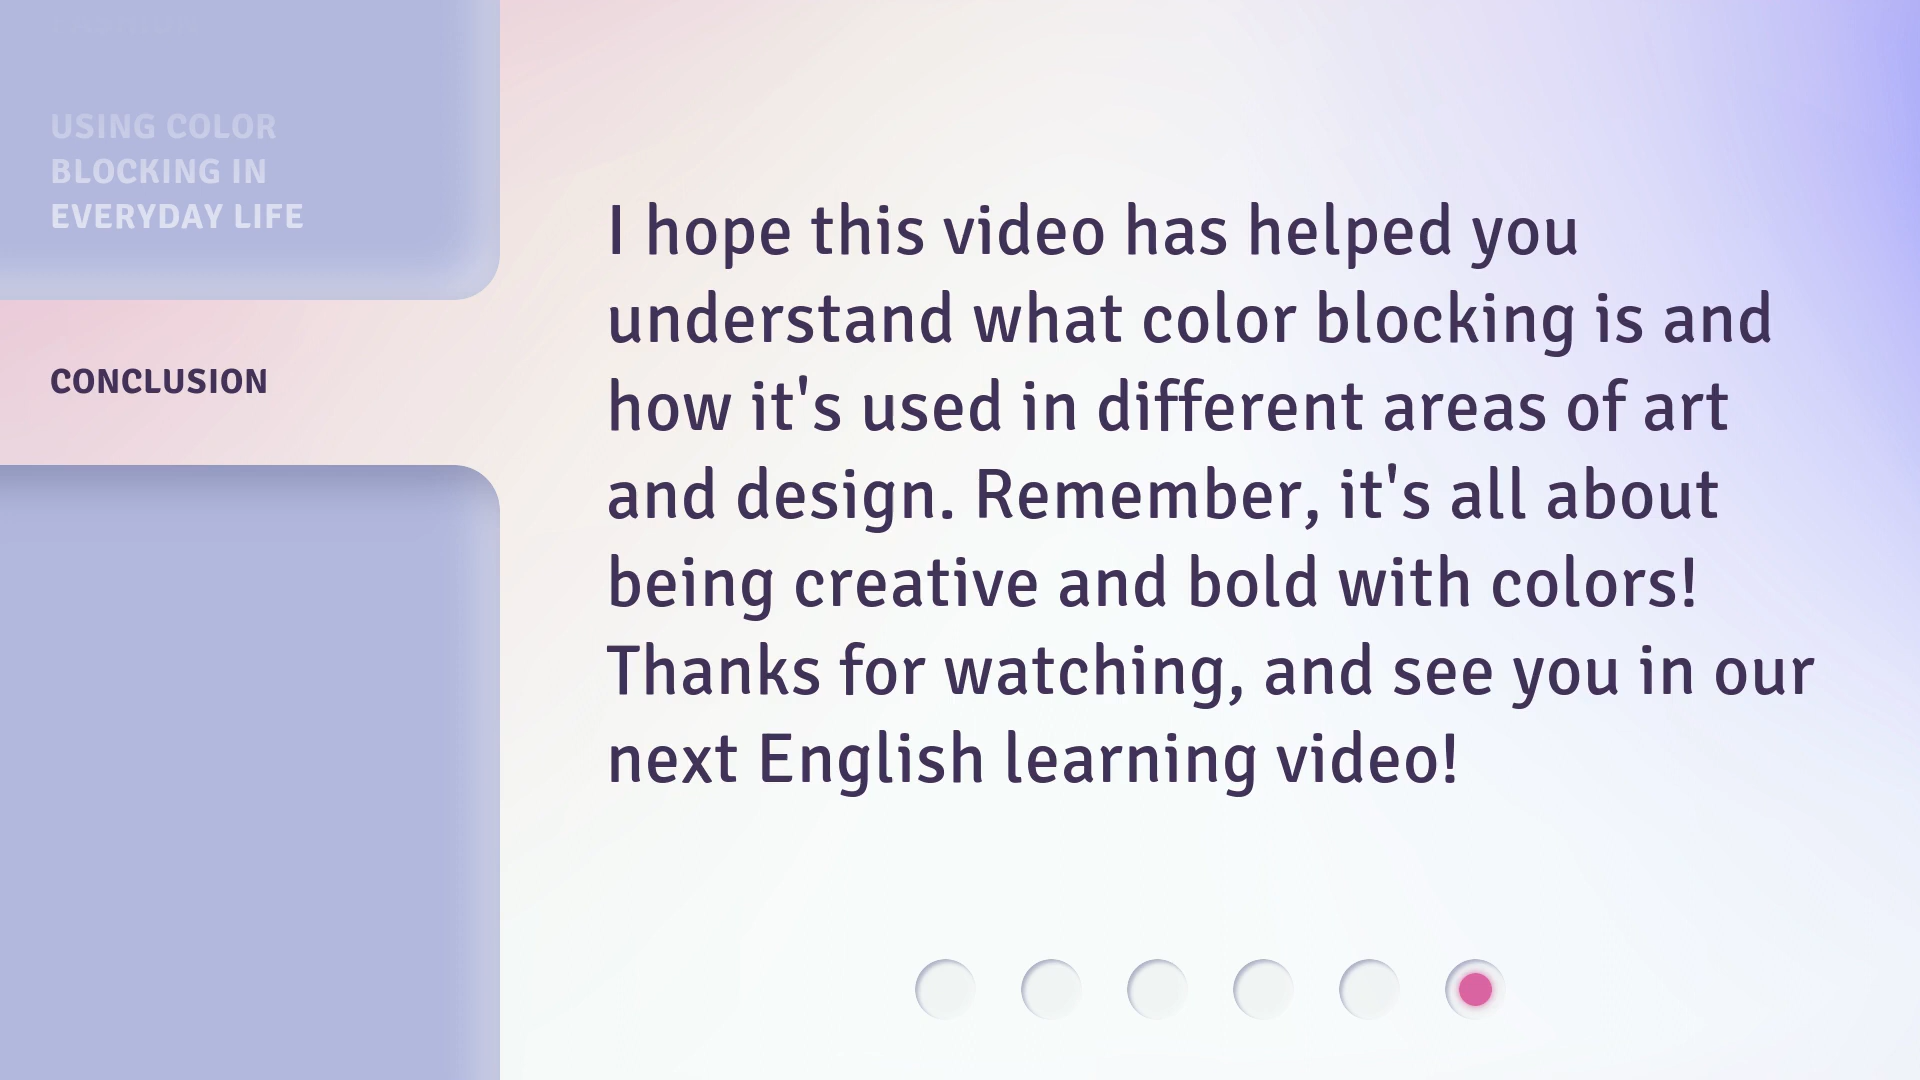 USING COLOR
BLOCKING IN
EVERYDAY LIFE
CONCLUSION
I hope this video has helped you
understand what color blocking is and
how it's used in different areas of art
and design. Remember, it's all about
being creative and bold with colors!
Thanks for watching, and see you in our
next English learning video!